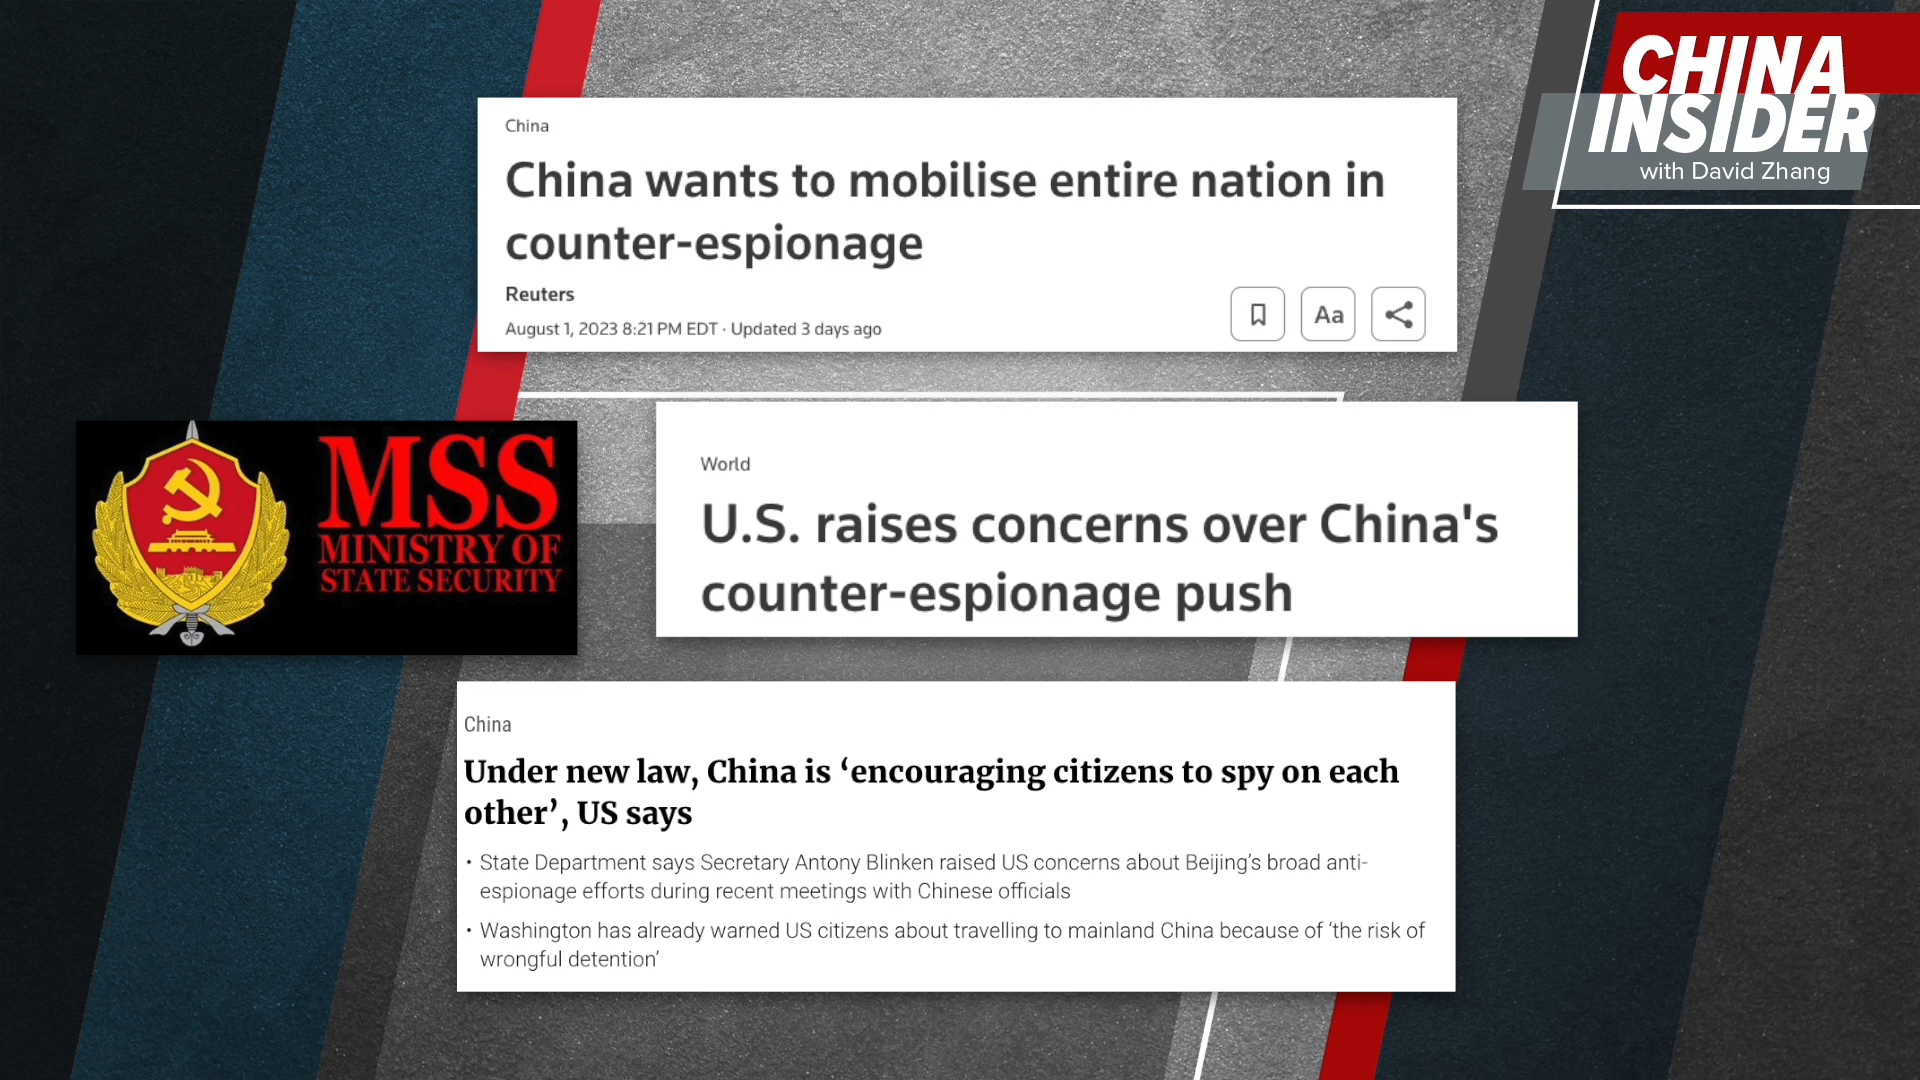 CHINA
INSIDER
with David Zhang
China
China wants to mobilise entire nation in
counter-espionage
Reuters
August 1, 2023 8:21 PM EDT · Updated 3 days ago
Aa
MSS
MINISTRY OF
STATE SECURITY
World
U.S. raises concerns over China's
counter-espionage push
China
Under new law, China is ‘encouraging citizens to spy on each
other’, US says
• State Department says Secretary Antony Blinken raised US concerns about Beijing’s broad anti-
espionage efforts during recent meetings with Chinese officials
• Washington has already warned US citizens about travelling to mainland China because of ‘the risk of
wrongful detention’